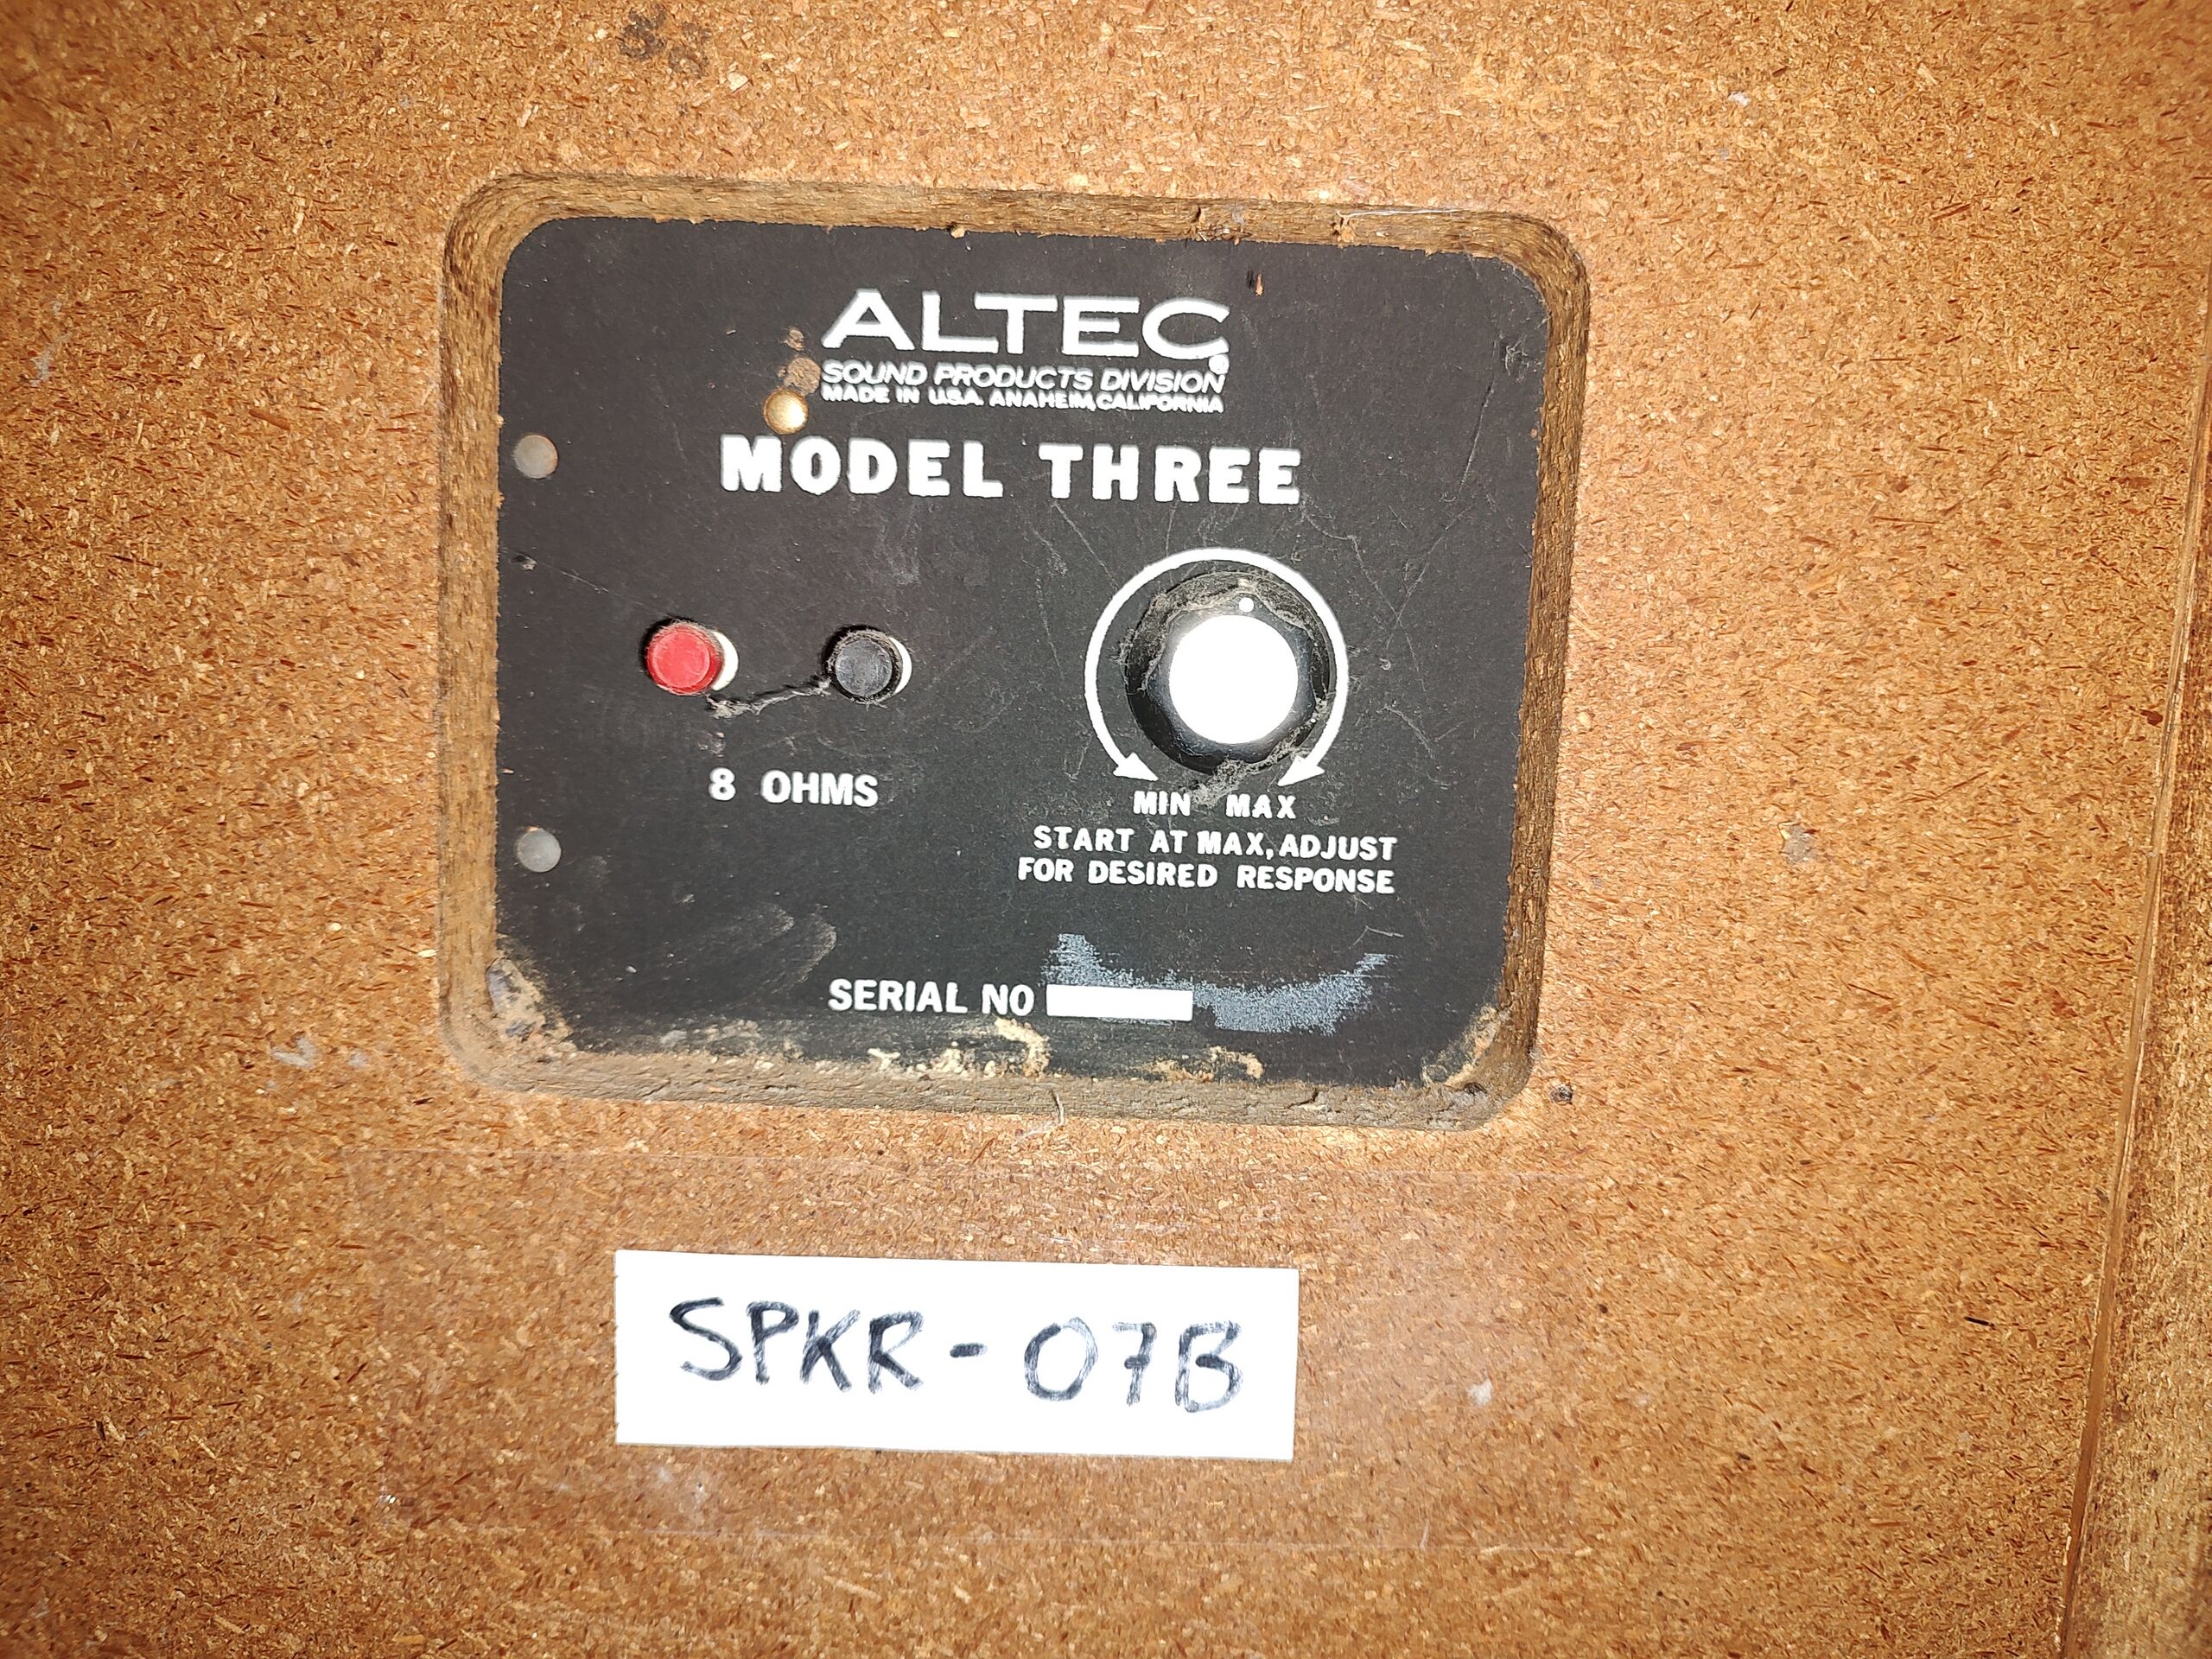 ALTEC®
SOUND PRODUCTS DIVISION
MADE IN U.S.A. ANAHEIM, CALIFORNIA
MODEL THREE
8 OHMS
MIN MAX
START AT MAX, ADJUST
FOR DESIRED RESPONSE
SERIAL NO
SPKR-07B